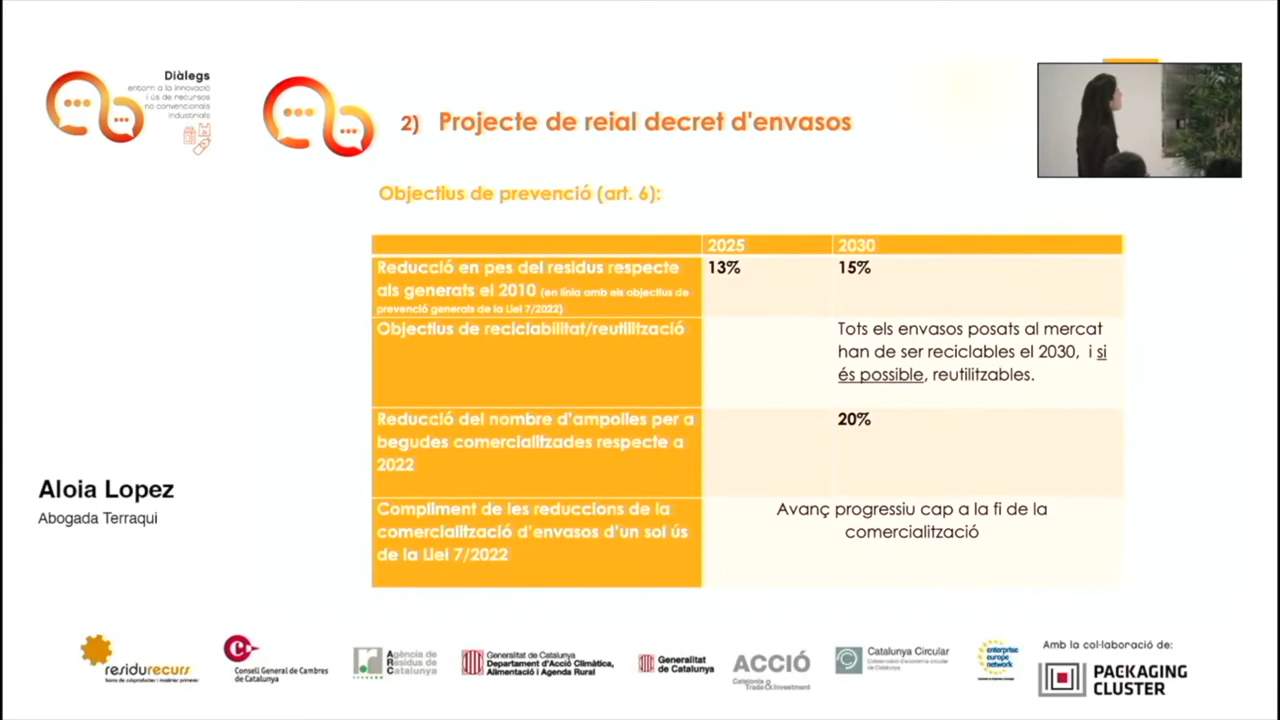 Diàlegs
entorn a la innovació
i ús de recursos
no convencionals
industrials
2) Projecte de reial decret d'envasos
Objectius de prevenció (art. 6):
2025
2030
Reducció en pes del residus respecte
als generats el 2010 (en línia amb els objectius de
prevenció generals de la Llei 7/2022)
13%
15%
Objectius de reciclabilitat/reutilització
Tots els envasos posats al mercat
han de ser reciclables el 2030, i si
és possible, reutilitzables.
Reducció del nombre d'ampolles per a
begudes comercialitzades respecte a
2022
20%
Compliment de les reduccions de la
comercialització d'envasos d'un sol ús
de la Llei 7/2022
Avanç progressiu cap a la fi de la
comercialització
Aloia Lopez
Abogada Terraqui
residurecurs
Consell General de Cambres
de Catalunya
Agència de
Residus de
Catalunya
Generalitat de Catalunya
Departament d'Acció Climàtica,
Alimentació i Agenda Rural
Generalitat
de Catalunya
ACCIÓ
Catalonia
Trade & Investment
Catalunya Circular
enterprise
europe
network
Amb la col·laboració de:
PACKAGING
CLUSTER